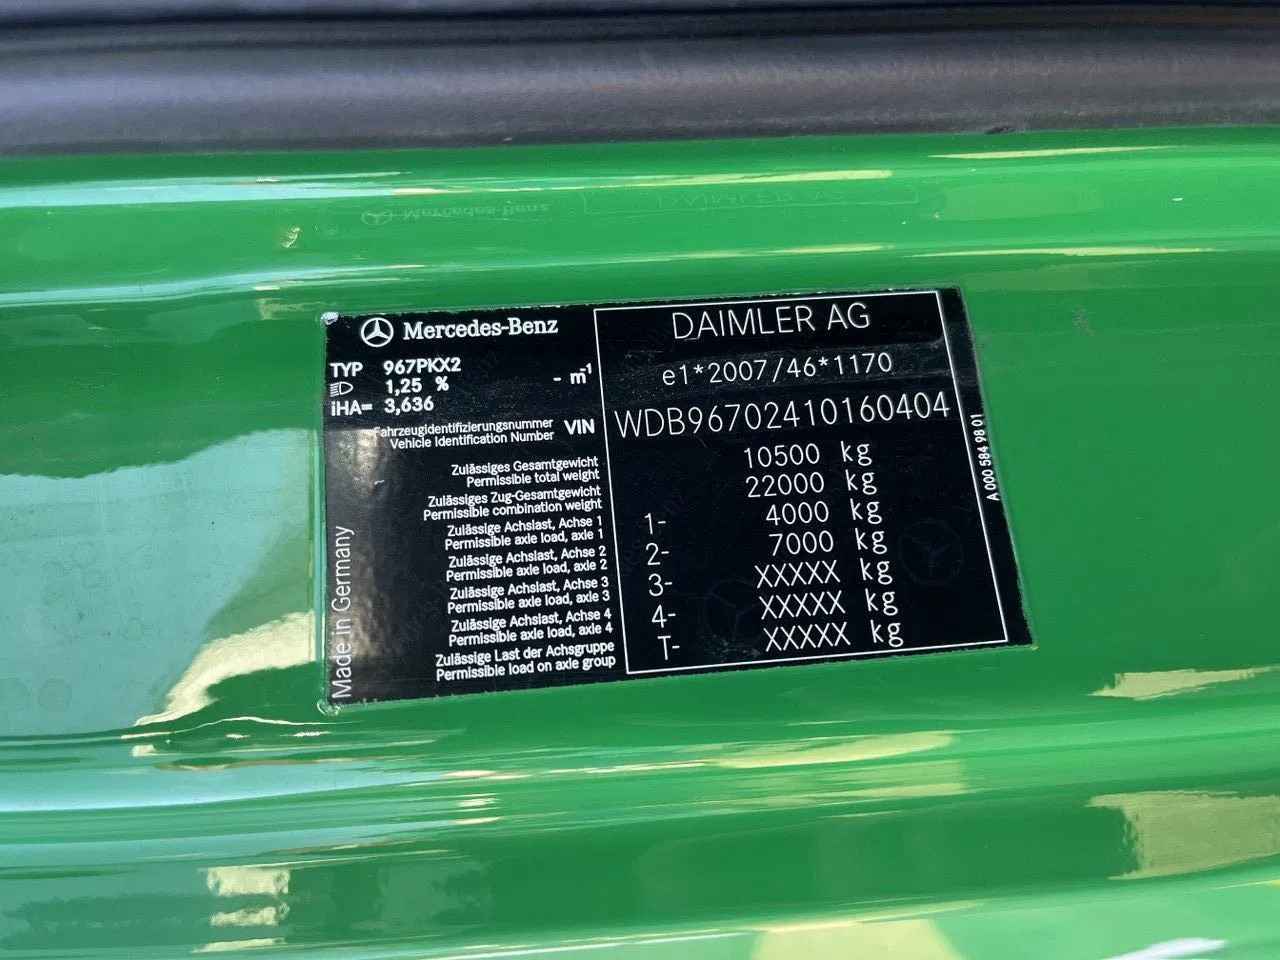 Mercedes-Benz
TYP 967PKX2
1,25 % - m⁻¹
iHA= 3,636
DAIMLER AG
e1*2007/46*1170
Fahrzeugidentifizierungsnummer
Vehicle Identification Number VIN WDB96702410160404
Zulässiges Gesamtgewicht
Permissible total weight 10500 kg
Zulässiges Zug-Gesamtgewicht
Permissible combination weight 22000 kg
Zulässige Achslast, Achse 1
Permissible axle load, axle 1 1- 4000 kg
Zulässige Achslast, Achse 2
Permissible axle load, axle 2 2- 7000 kg
Zulässige Achslast, Achse 3
Permissible axle load, axle 3 3- XXXXX kg
Zulässige Achslast, Achse 4
Permissible axle load, axle 4 4- XXXXX kg
Zulässige Last der Achsgruppe
Permissible load on axle group T- XXXXX kg
Made in Germany
A 000 584 98 01